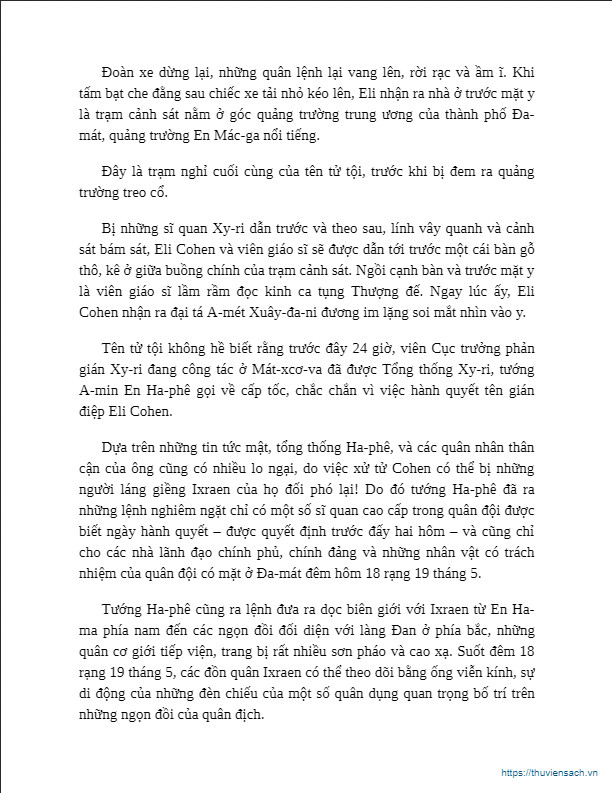 Đoàn xe dừng lại, những quân lệnh lại vang lên, rời rạc và ầm ĩ. Khi
tấm bạt che đằng sau chiếc xe tải nhỏ kéo lên, Eli nhận ra nhà ở trước mặt y
là trạm cảnh sát nằm ở góc quảng trường trung ương của thành phố Đa-
mát, quảng trường En Mác-ga nổi tiếng.
Đây là trạm nghỉ cuối cùng của tên tử tội, trước khi bị đem ra quảng
trường treo cổ.
Bị những sĩ quan Xy-ri dẫn trước và theo sau, lính vây quanh và cảnh
sát bám sát, Eli Cohen và viên giáo sĩ sẽ được dẫn tới trước một cái bàn gỗ
thô, kê ở giữa buồng chính của trạm cảnh sát. Ngồi cạnh bàn và trước mặt y
là viên giáo sĩ lầm rầm đọc kinh ca tụng Thượng đế. Ngay lúc ấy, Eli
Cohen nhận ra đại tá A-mét Xuây-đa-ni đương im lặng soi mắt nhìn vào y.
Tên tử tội không hề biết rằng trước đây 24 giờ, viên Cục trưởng phản
gián Xy-ri đang công tác ở Mát-xcơ-va đã được Tổng thống Xy-ri, tướng
A-min En Ha-phê gọi về cấp tốc, chắc chắn vì việc hành quyết tên gián
điệp Eli Cohen.
Dựa trên những tin tức mật, tổng thống Ha-phê, và các quân nhân thân
cận của ông cũng có nhiều lo ngại, do việc xử tử Cohen có thể bị những
người láng giềng Ixraen của họ đối phó lại! Do đó tướng Ha-phê đã ra
những lệnh nghiêm ngặt chỉ có một số sĩ quan cao cấp trong quân đội được
biết ngày hành quyết – được quyết định trước đấy hai hôm – và cũng chỉ
cho các nhà lãnh đạo chính phủ, chính đảng và những nhân vật có trách
nhiệm của quân đội có mặt ở Đa-mát đêm hôm 18 rạng 19 tháng 5.
Tướng Ha-phê cũng ra lệnh đưa ra dọc biên giới với Ixraen từ En Ha-
ma phía nam đến các ngọn đồi đối diện với làng Đan ở phía bắc, những
quân cơ giới tiếp viện, trang bị rất nhiều sơn pháo và cao xạ. Suốt đêm 18
rạng 19 tháng 5, các đồn quân Ixraen có thể theo dõi bằng ống viễn kính, sự
di động của những đèn chiếu của một số quân dụng quan trọng bố trí trên
những ngọn đồi của quân địch.
https://thuviensach.vn